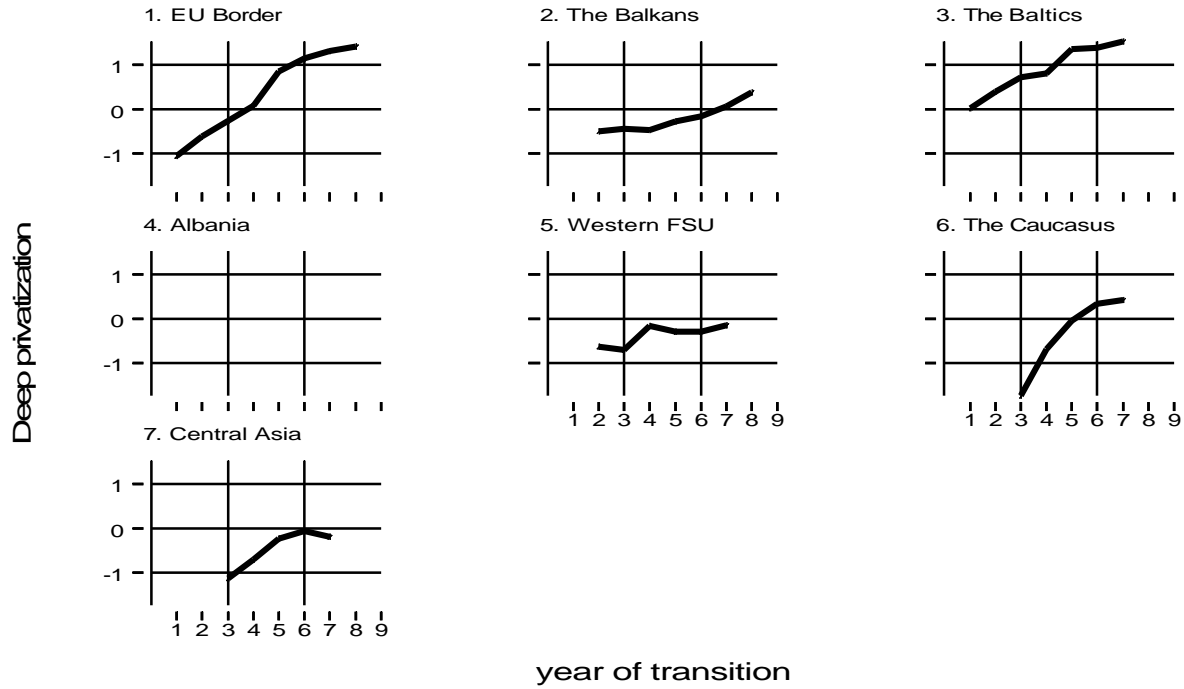 1. EU Border
2. The Balkans
3. The Baltics
1
0
-1
4. Albania
5. Western FSU
6. The Caucasus
1
0
-1
1 2 3 4 5 6 7 8 9
1 2 3 4 5 6 7 8 9
7. Central Asia
1
0
-1
1 2 3 4 5 6 7 8 9
Deep privatization
year of transition